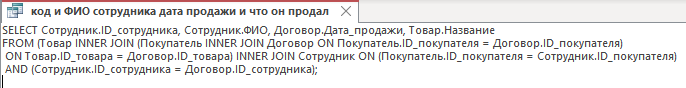 код и ФИО сотрудника дата продажи и что он продал
SELECT Сотрудник.ID_сотрудника, Сотрудник.ФИО, Договор.Дата_продажи, Товар.Название
FROM (Товар INNER JOIN (Покупатель INNER JOIN Договор ON Покупатель.ID_покупателя = Договор.ID_покупателя)
ON Товар.ID_товара = Договор.ID_товара) INNER JOIN Сотрудник ON (Покупатель.ID_покупателя = Сотрудник.ID_покупателя)
AND (Сотрудник.ID_сотрудника = Договор.ID_сотрудника);